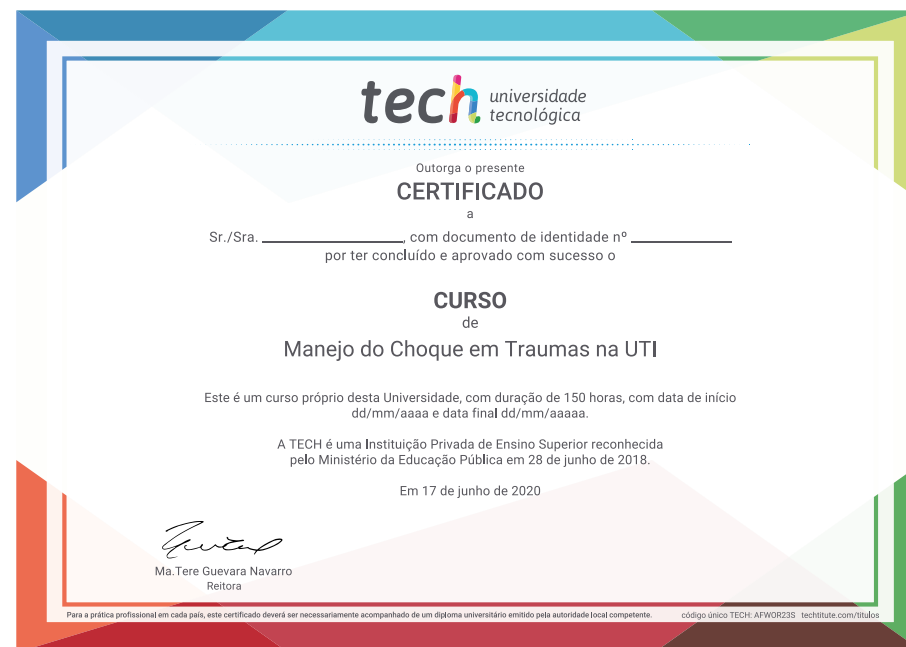 tech universidade
tecnológica
Outorga o presente
CERTIFICADO
a
Sr./Sra. ____________________, com documento de identidade nº ______________
por ter concluído e aprovado com sucesso o
CURSO
de
Manejo do Choque em Traumas na UTI
Este é um curso próprio desta Universidade, com duração de 150 horas, com data de início
dd/mm/aaaa e data final dd/mm/aaaaa.
A TECH é uma Instituição Privada de Ensino Superior reconhecida
pelo Ministério da Educação Pública em 28 de junho de 2018.
Em 17 de junho de 2020
Ma.Tere Guevara Navarro
Reitora
Para a prática profissional em cada país, este certificado deverá ser necessariamente acompanhado de um diploma universitário emitido pela autoridade local competente. código único TECH: AFWOR23S techtitute.com/titulos